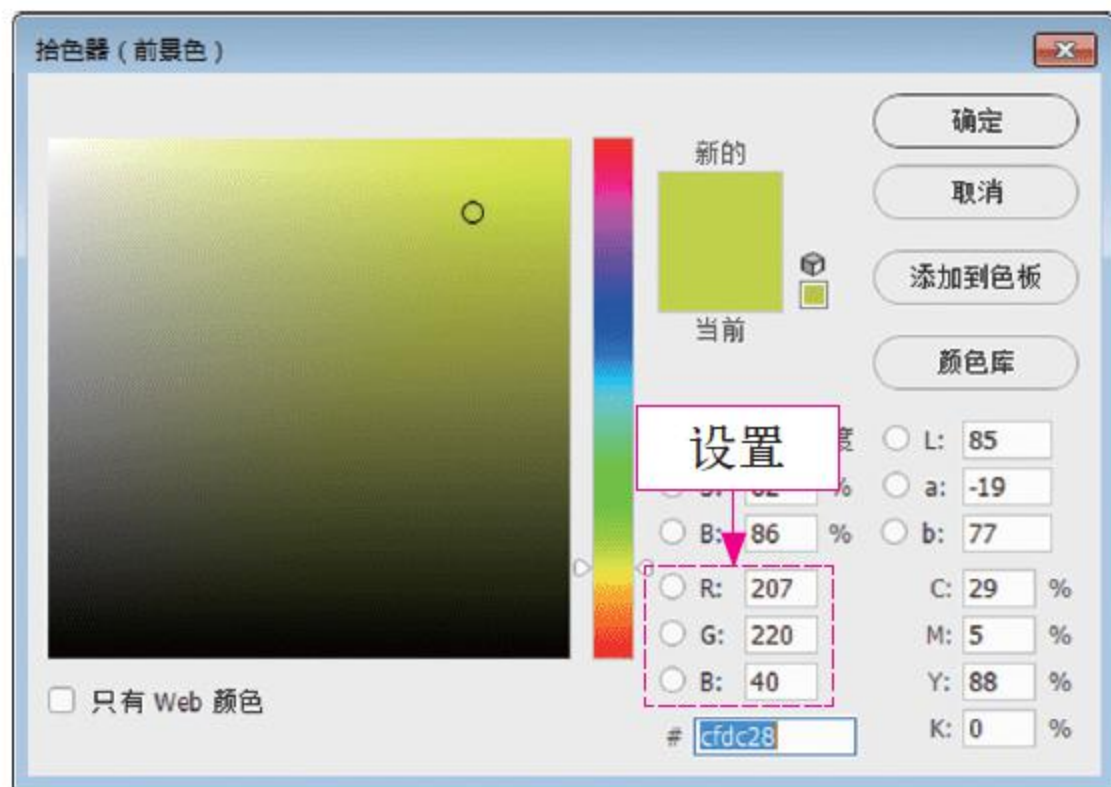 拾色器（前景色）
确定
新的
取消
添加到色板
当前
颜色库
设置
度
L: 85
%
a: -19
B: 86 %
b: 77
R: 207
C: 29 %
G: 220
M: 5 %
B: 40
Y: 88 %
只有 Web 颜色
# cfdc28
K: 0 %